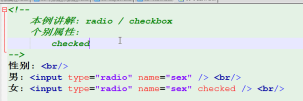 <!--
本例讲解: radio / checkbox
个别属性:
checked
-->
性别: <br/>
男: <input type="radio" name="sex" /> <br/>
女: <input type="radio" name="sex" checked /> <br/>